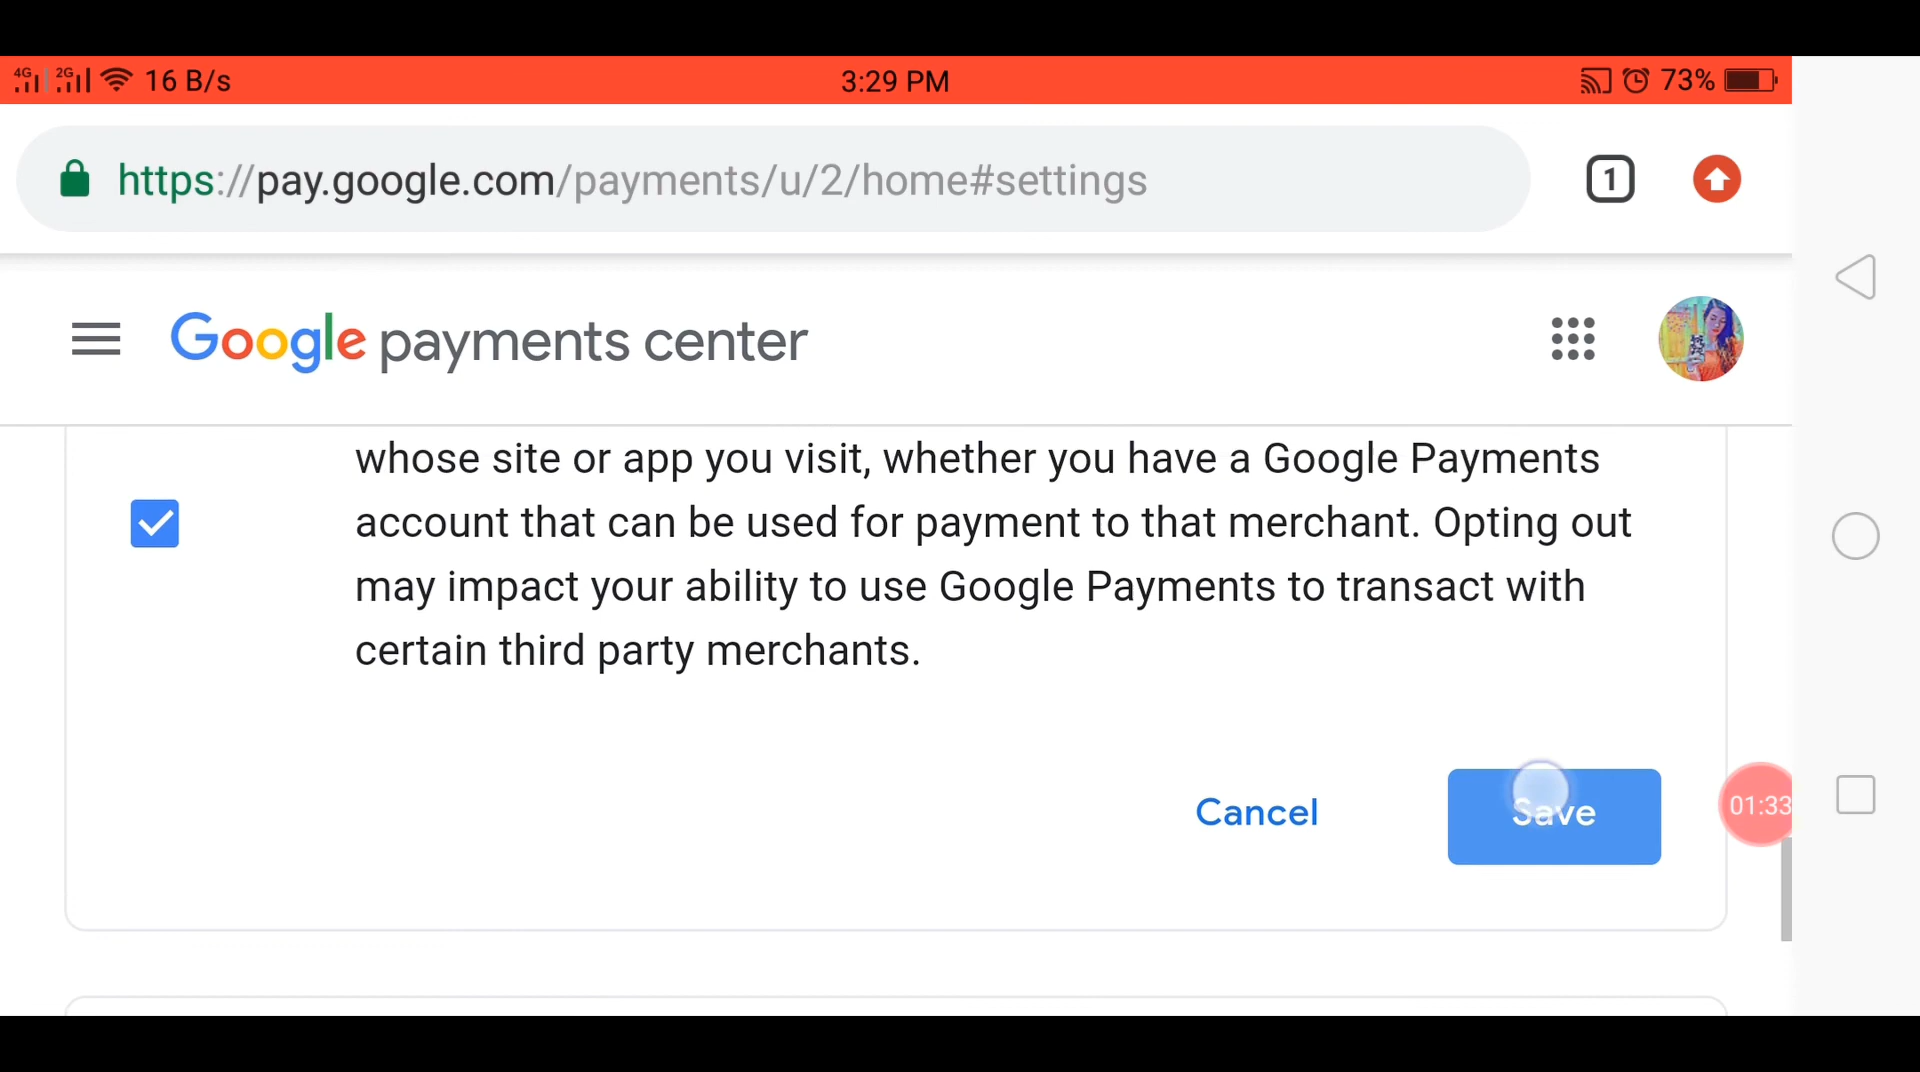 4G 2G 16 B/s 3:29 PM 73%
https://pay.google.com/payments/u/2/home#settings 1
Google payments center
whose site or app you visit, whether you have a Google Payments
account that can be used for payment to that merchant. Opting out
may impact your ability to use Google Payments to transact with
certain third party merchants.
Cancel Save 01:33